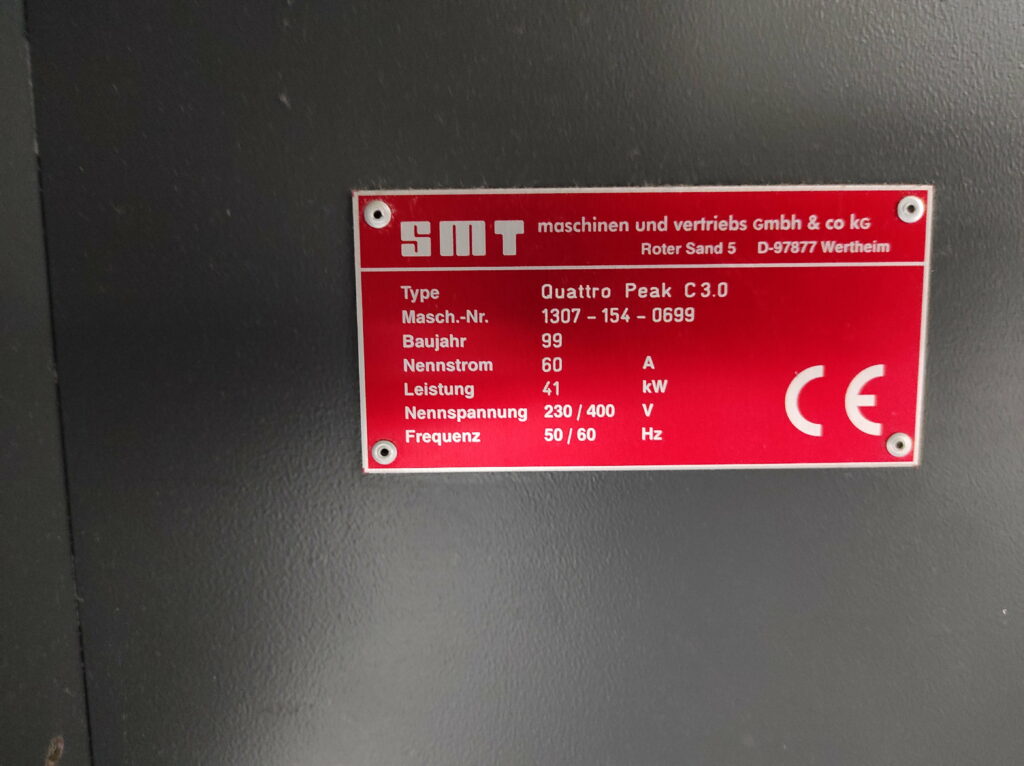 SMT maschinen und vertriebs Gmbh & co kG
Roter Sand 5 D-97877 Wertheim
Type Quattro Peak C 3.0
Masch.-Nr. 1307 - 154 - 0699
Baujahr 99
Nennstrom 60 A
Leistung 41 kW
Nennspannung 230 / 400 V
Frequenz 50 / 60 Hz
CE